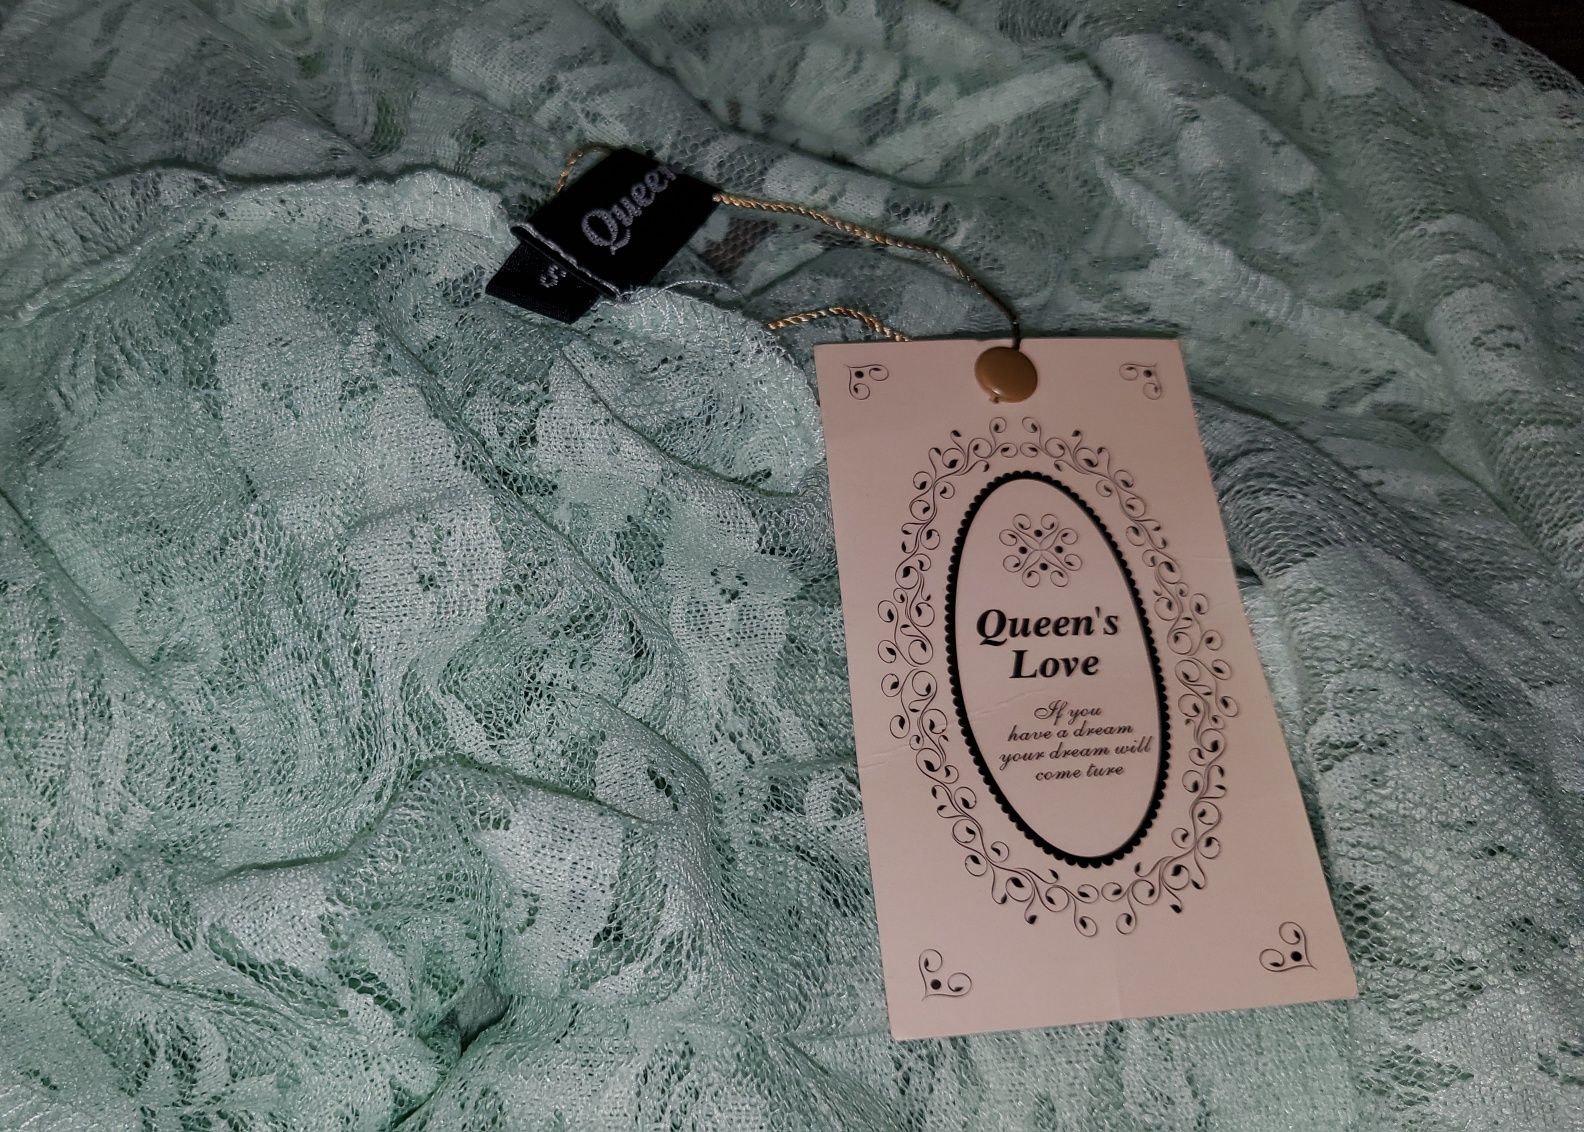 Queen
S
Queen's
Love
If you
have a dream
your dream will
come ture